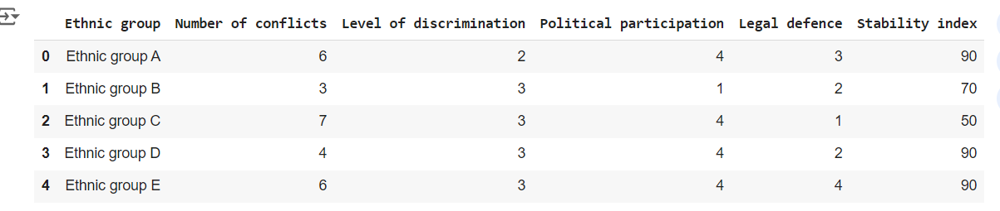 Ethnic group Number of conflicts Level of discrimination Political participation Legal defence Stability index
0 Ethnic group A 6 2 4 3 90
1 Ethnic group B 3 3 1 2 70
2 Ethnic group C 7 3 4 1 50
3 Ethnic group D 4 3 4 2 90
4 Ethnic group E 6 3 4 4 90